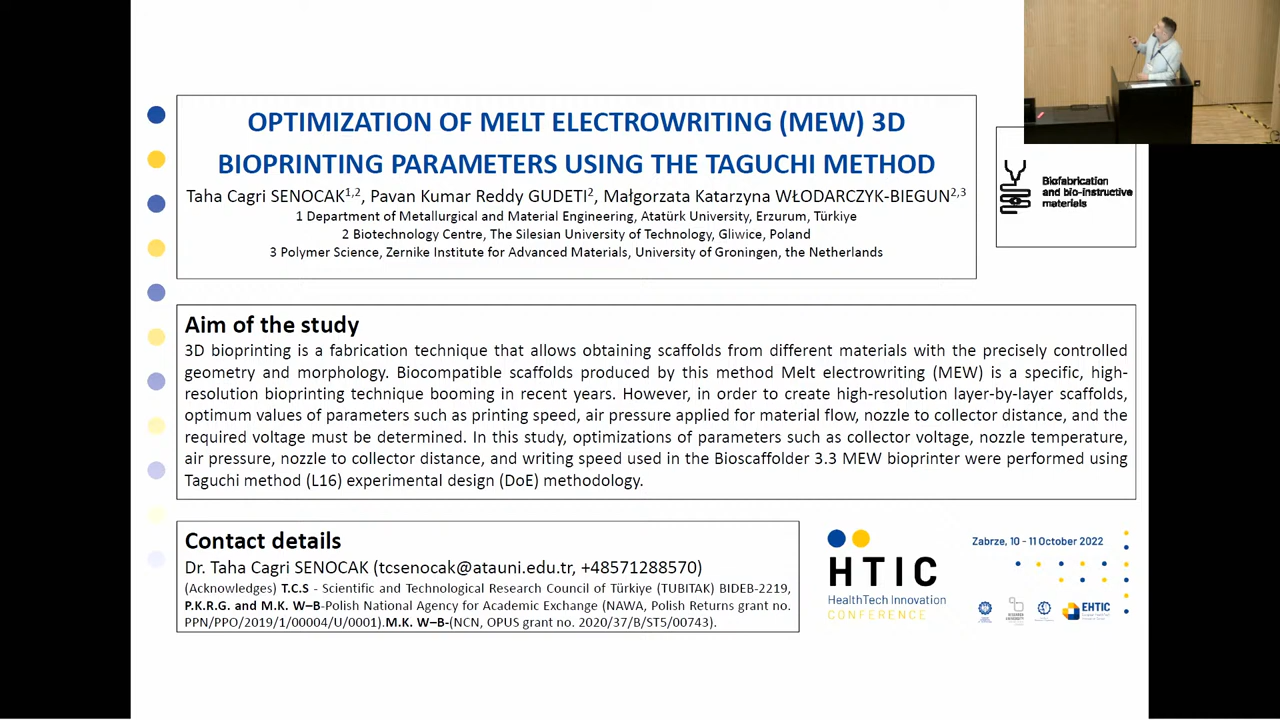 OPTIMIZATION OF MELT ELECTROWRITING (MEW) 3D
BIOPRINTING PARAMETERS USING THE TAGUCHI METHOD
Taha Cagri SENOCAK1,2, Pavan Kumar Reddy GUDETI2, Małgorzata Katarzyna WŁODARCZYK-BIEGUN2,3
1 Department of Metallurgical and Material Engineering, Atatürk University, Erzurum, Türkiye
2 Biotechnology Centre, The Silesian University of Technology, Gliwice, Poland
3 Polymer Science, Zernike Institute for Advanced Materials, University of Groningen, the Netherlands
Biofabrication
and bio-instructive
materials
Aim of the study
3D bioprinting is a fabrication technique that allows obtaining scaffolds from different materials with the precisely controlled
geometry and morphology. Biocompatible scaffolds produced by this method Melt electrowriting (MEW) is a specific, high-
resolution bioprinting technique booming in recent years. However, in order to create high-resolution layer-by-layer scaffolds,
optimum values of parameters such as printing speed, air pressure applied for material flow, nozzle to collector distance, and the
required voltage must be determined. In this study, optimizations of parameters such as collector voltage, nozzle temperature,
air pressure, nozzle to collector distance, and writing speed used in the Bioscaffolder 3.3 MEW bioprinter were performed using
Taguchi method (L16) experimental design (DoE) methodology.
Contact details
Dr. Taha Cagri SENOCAK (tcsenocak@atauni.edu.tr, +48571288570)
(Acknowledges) T.C.S - Scientific and Technological Research Council of Türkiye (TUBITAK) BIDEB-2219,
P.K.R.G. and M.K. W–B-Polish National Agency for Academic Exchange (NAWA, Polish Returns grant no.
PPN/PPO/2019/1/00004/U/0001).M.K. W–B-(NCN, OPUS grant no. 2020/37/B/ST5/00743).
HTIC
HealthTech Innovation
CONFERENCE
Zabrze, 10 - 11 October 2022
EHTIC